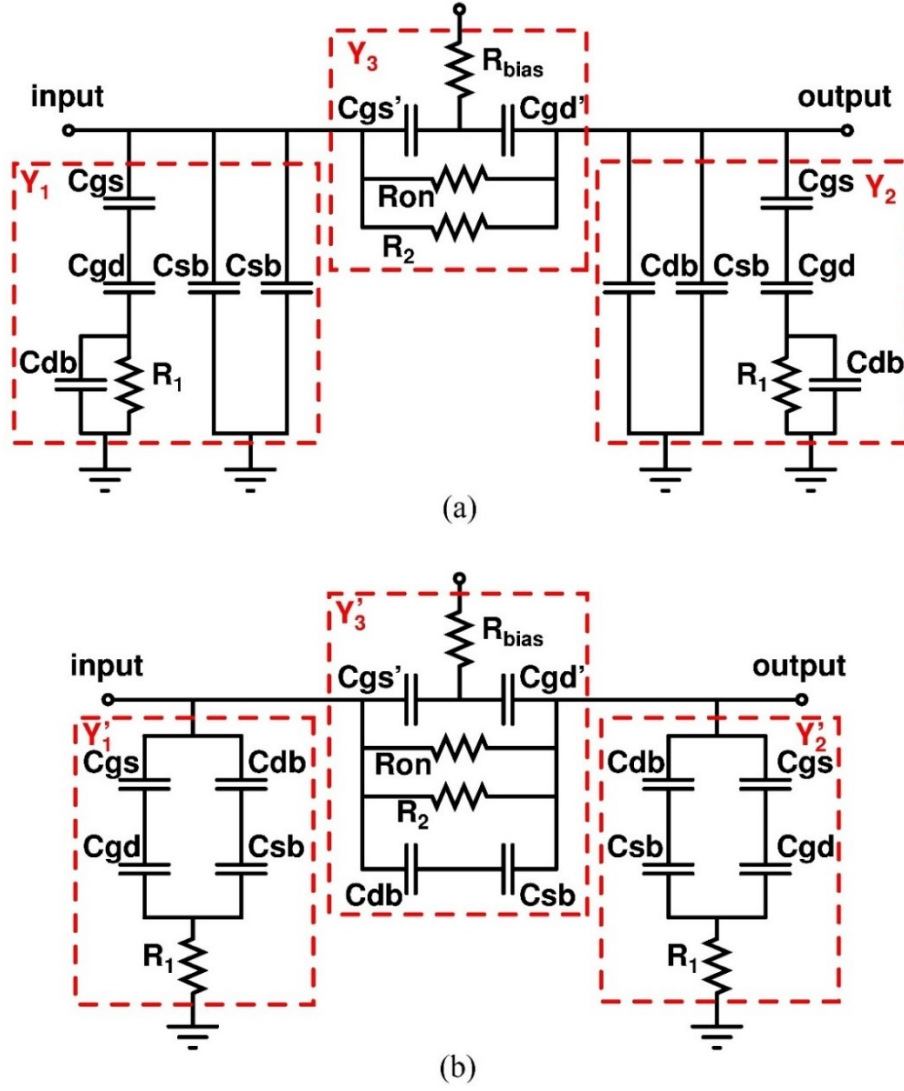 Y3
Rbias
input
Cgs’
Cgd’
output
Y1
Cgs
Ron
Cgs
Y2
R2
Cgd
Csb
Csb
Cdb
Csb
Cgd
Cdb
R1
R1
Cdb
(a)
Y’3
Rbias
input
Cgs’
Cgd’
output
Y’1
Y’2
Cgs
Cdb
Ron
Cdb
Cgs
R2
Cgd
Csb
Csb
Cgd
Cdb
Csb
R1
R1
(b)